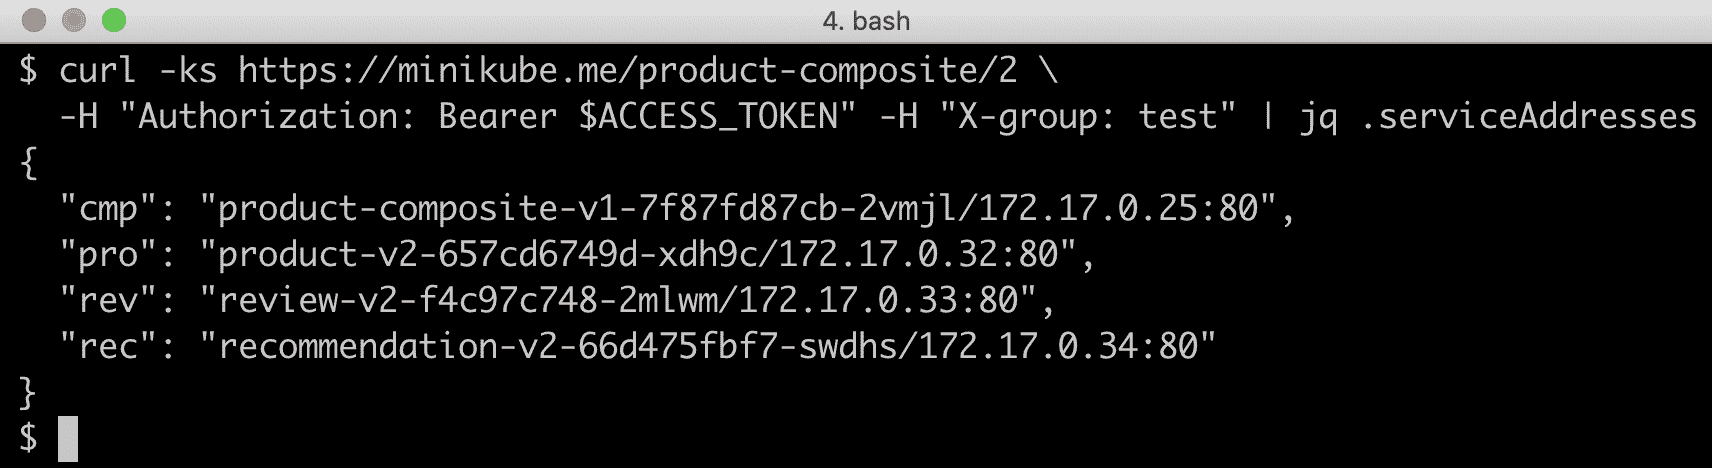 4. bash
$ curl -ks https://minikube.me/product-composite/2 \
  -H "Authorization: Bearer $ACCESS_TOKEN" -H "X-group: test" | jq .serviceAddresses
{
  "cmp": "product-composite-v1-7f87fd87cb-2vmjl/172.17.0.25:80",
  "pro": "product-v2-657cd6749d-xdh9c/172.17.0.32:80",
  "rev": "review-v2-f4c97c748-2mlwm/172.17.0.33:80",
  "rec": "recommendation-v2-66d475fbf7-swdhs/172.17.0.34:80"
}
$